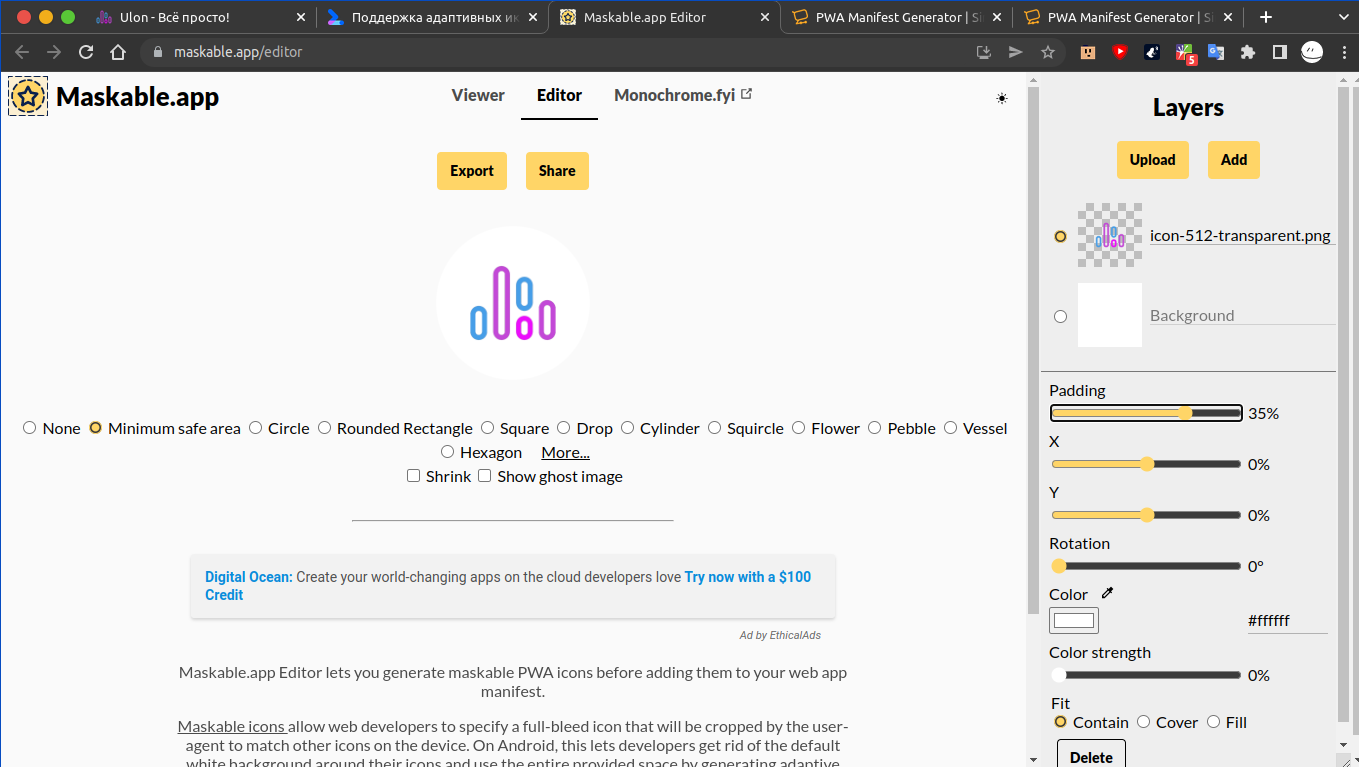 Ulon - Всё просто!
Поддержка адаптивных ик
Maskable.app Editor
PWA Manifest Generator | Si
PWA Manifest Generator | Si
maskable.app/editor
5
Maskable.app
Viewer
Editor
Monochrome.fyi
Export
Share
None
Minimum safe area
Circle
Rounded Rectangle
Square
Drop
Cylinder
Squircle
Flower
Pebble
Vessel
Hexagon
More...
Shrink
Show ghost image
Digital Ocean: Create your world-changing apps on the cloud developers love Try now with a $100
Credit
Ad by EthicalAds
Maskable.app Editor lets you generate maskable PWA icons before adding them to your web app
manifest.
Maskable icons allow web developers to specify a full-bleed icon that will be cropped by the user-
agent to match other icons on the device. On Android, this lets developers get rid of the default
white background around their icons and use the entire provided space by generating adaptive
Layers
Upload
Add
icon-512-transparent.png
Background
Padding
35%
X
0%
Y
0%
Rotation
0°
Color
#ffffff
Color strength
0%
Fit
Contain
Cover
Fill
Delete